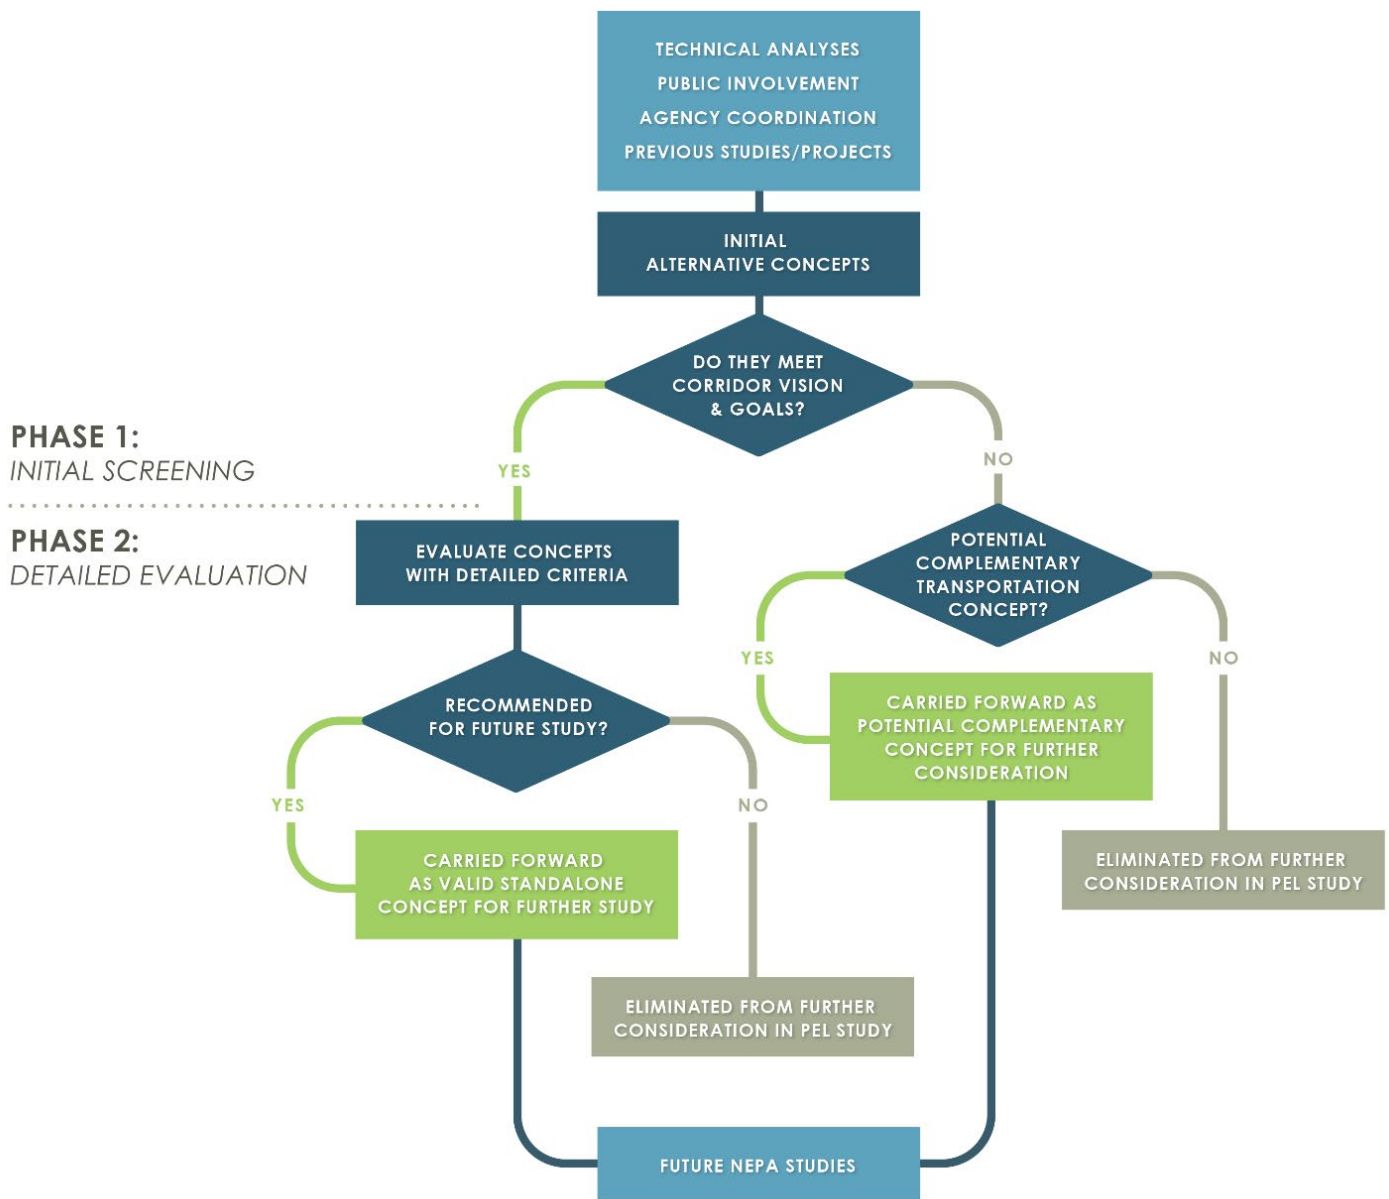 TECHNICAL ANALYSES
PUBLIC INVOLVEMENT
AGENCY COORDINATION
PREVIOUS STUDIES/PROJECTS
INITIAL
ALTERNATIVE CONCEPTS
DO THEY MEET
CORRIDOR VISION
& GOALS?
PHASE 1:
INITIAL SCREENING
YES
NO
PHASE 2:
DETAILED EVALUATION
EVALUATE CONCEPTS
WITH DETAILED CRITERIA
POTENTIAL
COMPLEMENTARY
TRANSPORTATION
CONCEPT?
YES
NO
RECOMMENDED
FOR FUTURE STUDY?
CARRIED FORWARD AS
POTENTIAL COMPLEMENTARY
CONCEPT FOR FURTHER
CONSIDERATION
YES
NO
CARRIED FORWARD
AS VALID STANDALONE
CONCEPT FOR FURTHER STUDY
ELIMINATED FROM FURTHER
CONSIDERATION IN PEL STUDY
ELIMINATED FROM FURTHER
CONSIDERATION IN PEL STUDY
FUTURE NEPA STUDIES